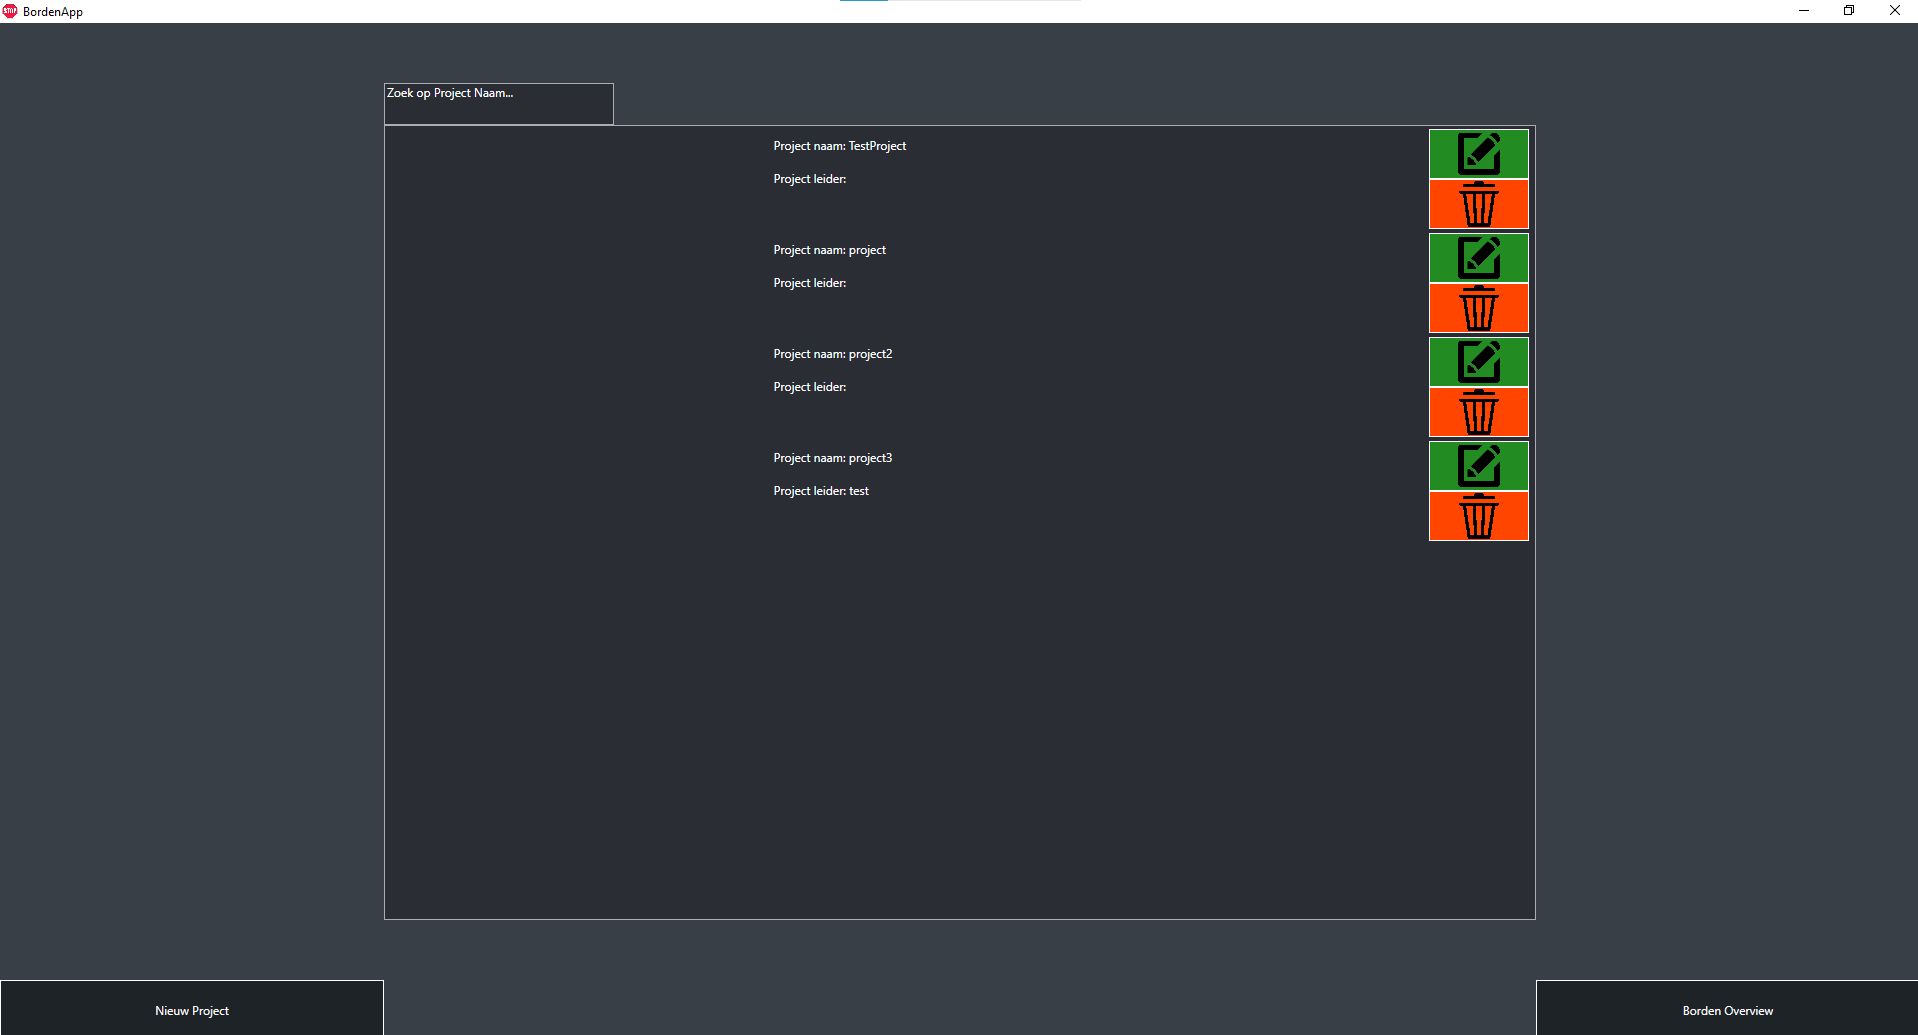 BordenApp
Zoek op Project Naam...
Project naam: TestProject
Project leider:
Project naam: project
Project leider:
Project naam: project2
Project leider:
Project naam: project3
Project leider: test
Nieuw Project
Borden Overview